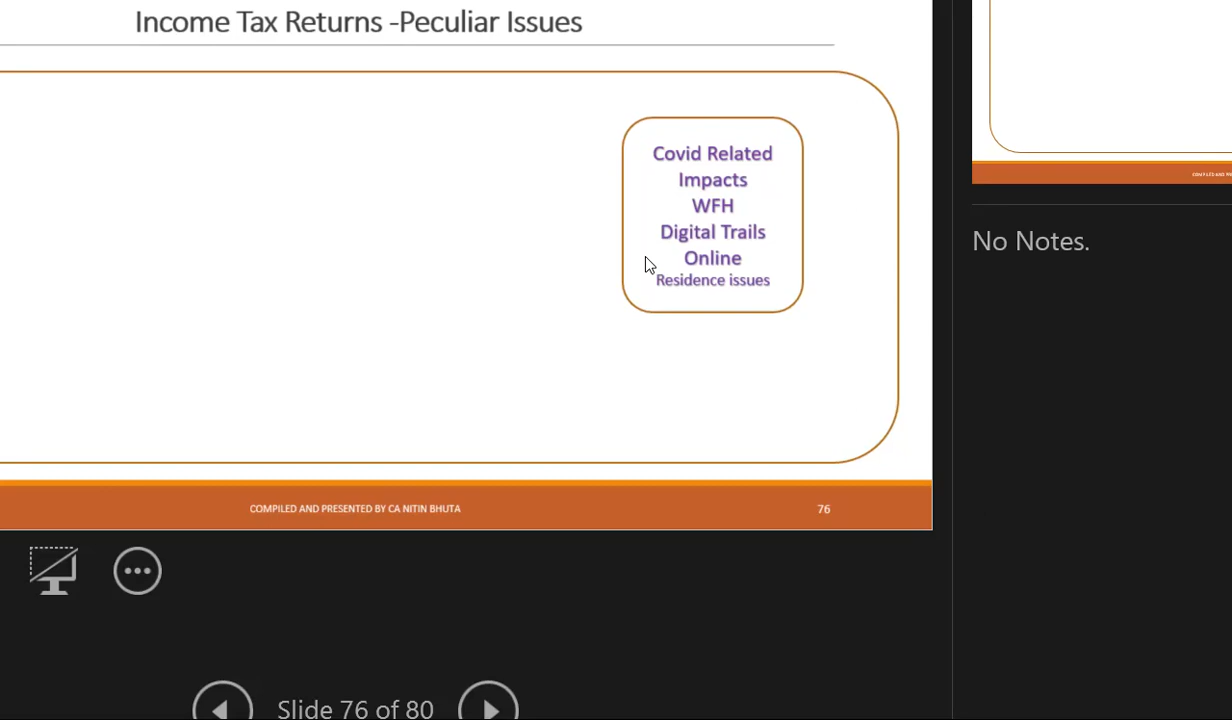 Income Tax Returns -Peculiar Issues
Covid Related
Impacts
WFH
Digital Trails
Online
Residence issues
No Notes.
COMPILED AND PRESENTED BY CA NITIN BHUTA
76
Slide 76 of 80